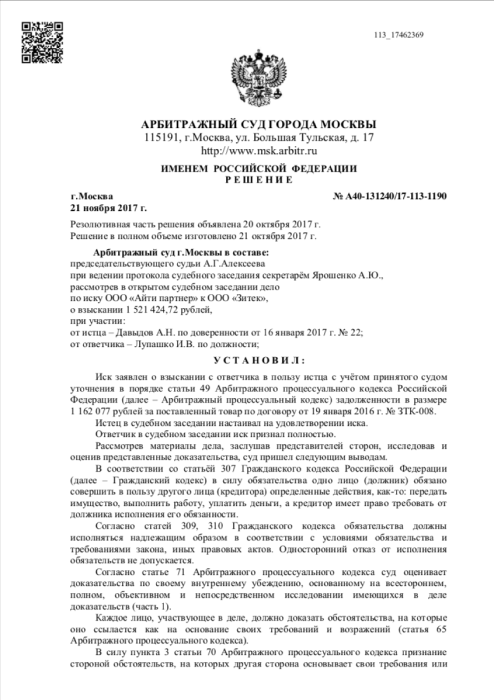 113_17462369
АРБИТРАЖНЫЙ СУД ГОРОДА МОСКВЫ
115191, г.Москва, ул. Большая Тульская, д. 17
http://www.msk.arbitr.ru
ИМЕНЕМ РОССИЙСКОЙ ФЕДЕРАЦИИ
Р Е Ш Е Н И Е
г.Москва № А40-131240/17-113-1190
21 ноября 2017 г.
Резолютивная часть решения объявлена 20 октября 2017 г.
Решение в полном объеме изготовлено 21 октября 2017 г.
Арбитражный суд г.Москвы в составе:
председательствующего судьи А.Г.Алексеева
при ведении протокола судебного заседания секретарём Ярошенко А.Ю.,
рассмотрев в открытом судебном заседании дело
по иску ООО «Айти партнер» к ООО «Зитек»,
о взыскании 1 521 424,72 рублей,
при участии:
от истца – Давыдов А.Н. по доверенности от 16 января 2017 г. № 22;
от ответчика – Лупашко И.В. по должности;
У С Т А Н О В И Л :
Иск заявлен о взыскании с ответчика в пользу истца с учётом принятого судом
уточнения в порядке статьи 49 Арбитражного процессуального кодекса Российской
Федерации (далее – Арбитражный процессуальный кодекс) задолженности в размере
1 162 077 рублей за поставленный товар по договору от 19 января 2016 г. № ЗТК-008.
Истец в судебном заседании настаивал на удовлетворении иска.
Ответчик в судебном заседании иск признал полностью.
Рассмотрев материалы дела, заслушав представителей сторон, исследовав и
оценив представленные доказательства, суд пришел следующим выводам.
В соответствии со статьёй 307 Гражданского кодекса Российской Федерации
(далее – Гражданский кодекс) в силу обязательства одно лицо (должник) обязано
совершить в пользу другого лица (кредитора) определенные действия, как-то: передать
имущество, выполнить работу, уплатить деньги, а кредитор имеет право требовать от
должника исполнения его обязанности.
Согласно статей 309, 310 Гражданского кодекса обязательства должны
исполняться надлежащим образом в соответствии с условиями обязательства и
требованиями закона, иных правовых актов. Односторонний отказ от исполнения
обязательств не допускается.
Согласно статье 71 Арбитражного процессуального кодекса суд оценивает
доказательства по своему внутреннему убеждению, основанному на всестороннем,
полном, объективном и непосредственном исследовании имеющихся в деле
доказательств (часть 1).
Каждое лицо, участвующее в деле, должно доказать обстоятельства, на которые
оно ссылается как на основание своих требований и возражений (статья 65
Арбитражного процессуального кодекса).
В силу пункта 3 статьи 70 Арбитражного процессуального кодекса признание
стороной обстоятельств, на которых другая сторона основывает свои требования или